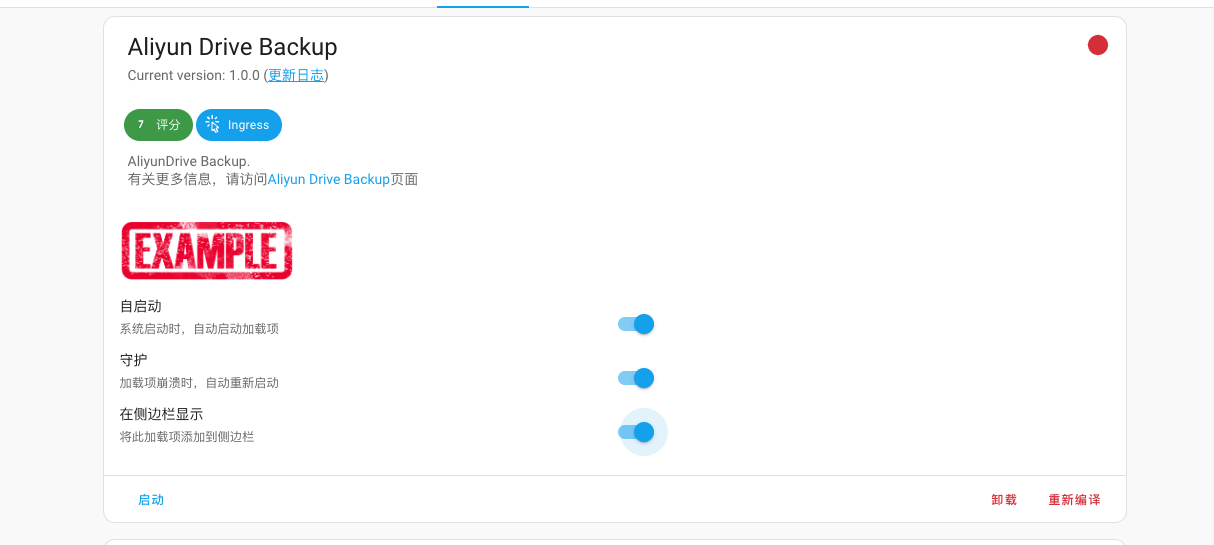 Aliyun Drive Backup
Current version: 1.0.0 (更新日志)
7 评分 Ingress
AliyunDrive Backup.
有关更多信息，请访问Aliyun Drive Backup页面
EXAMPLE
自启动
系统启动时，自动启动加载项
守护
加载项崩溃时，自动重新启动
在侧边栏显示
将此加载项添加到侧边栏
启动 卸载 重新编译